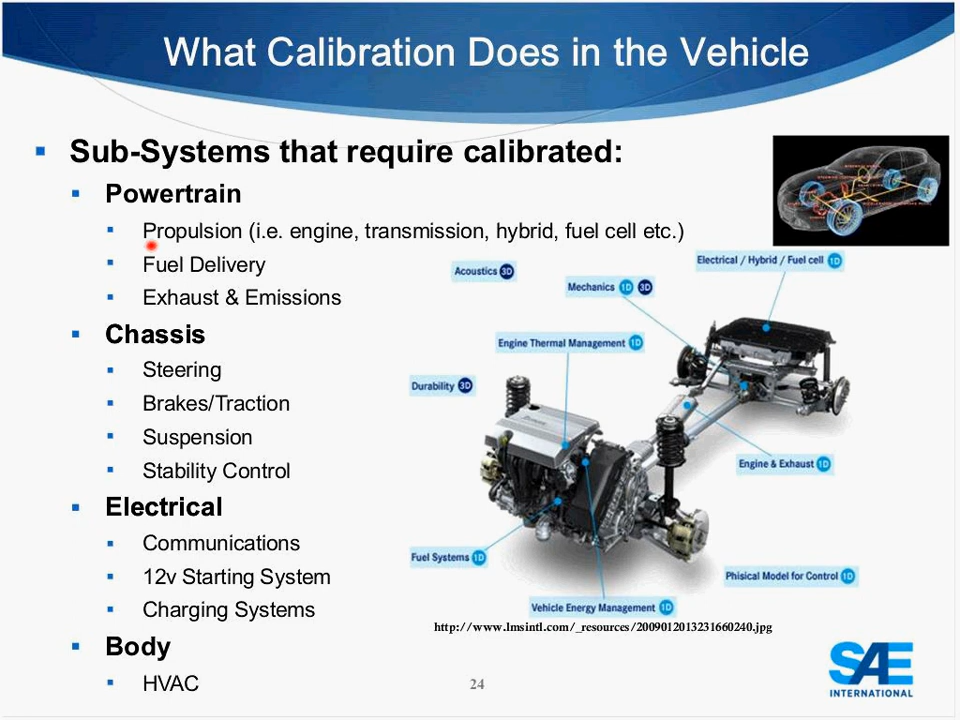 What Calibration Does in the Vehicle
Sub-Systems that require calibrated:
Powertrain
Propulsion (i.e. engine, transmission, hybrid, fuel cell etc.)
Fuel Delivery
Exhaust & Emissions
Chassis
Steering
Brakes/Traction
Suspension
Stability Control
Electrical
Communications
12v Starting System
Charging Systems
Body
HVAC
Electrical / Hybrid / Fuel cell 1D
Acoustics 3D
Mechanics 1D 3D
Engine Thermal Management 1D
Durability 3D
Engine & Exhaust 1D
Fuel Systems 1D
Phisical Model for Control 1D
Vehicle Energy Management 1D
http://www.lmsintl.com/_resources/2009012013231660240.jpg
SAE
INTERNATIONAL
24